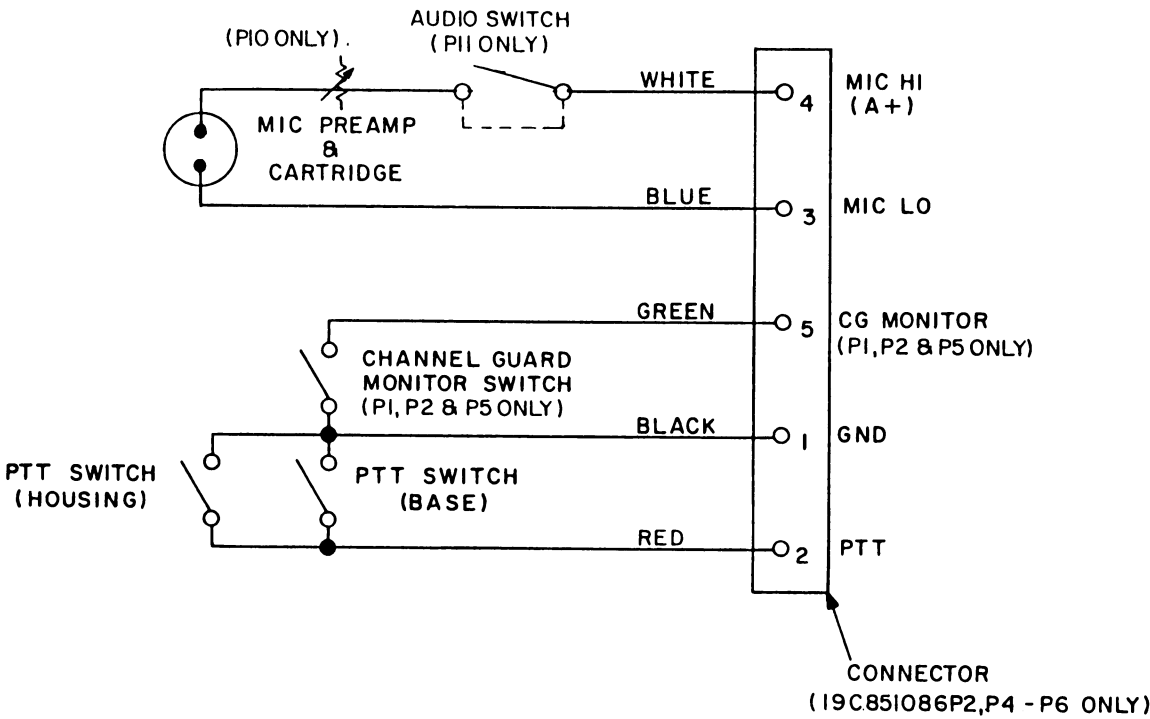 AUDIO SWITCH
(P11 ONLY)
(P10 ONLY).
WHITE
4
MIC HI
(A+)
MIC PREAMP
&
CARTRIDGE
BLUE
3
MIC LO
GREEN
5
CG MONITOR
(P1, P2 & P5 ONLY)
CHANNEL GUARD
MONITOR SWITCH
(P1, P2 & P5 ONLY)
BLACK
1
GND
PTT SWITCH
(HOUSING)
PTT SWITCH
(BASE)
RED
2
PTT
CONNECTOR
(19C851086P2, P4 - P6 ONLY)